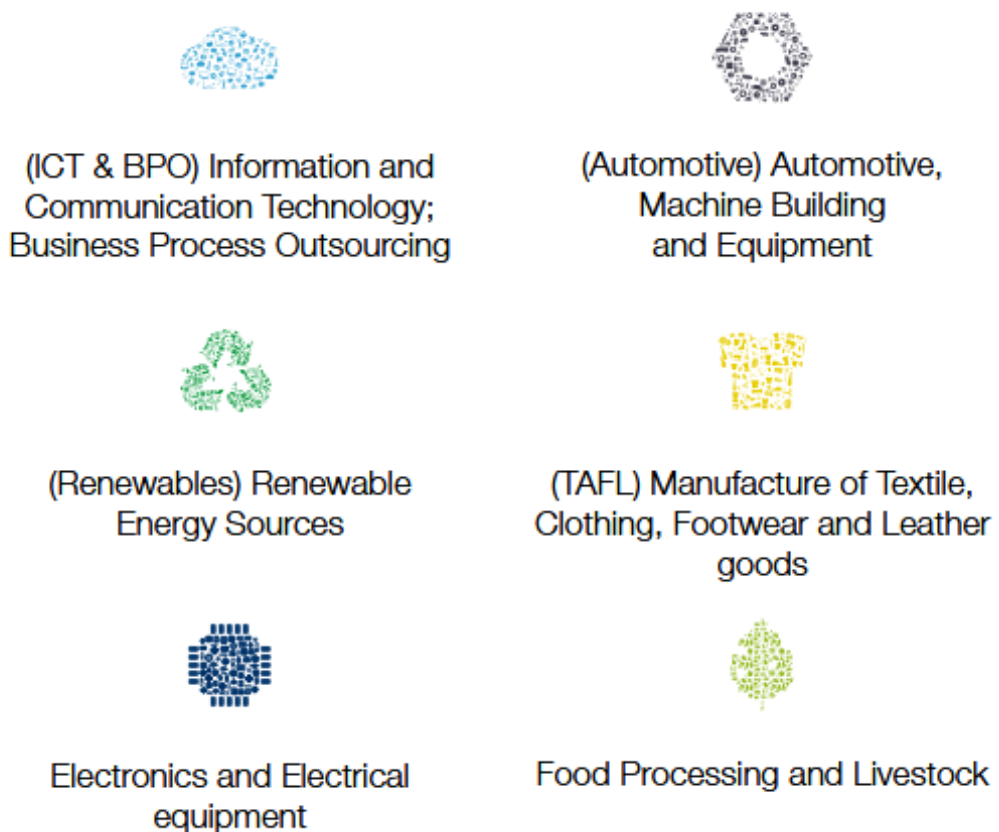 (ICT & BPO) Information and
Communication Technology;
Business Process Outsourcing
(Automotive) Automotive,
Machine Building
and Equipment
(Renewables) Renewable
Energy Sources
(TAFL) Manufacture of Textile,
Clothing, Footwear and Leather
goods
Electronics and Electrical
equipment
Food Processing and Livestock